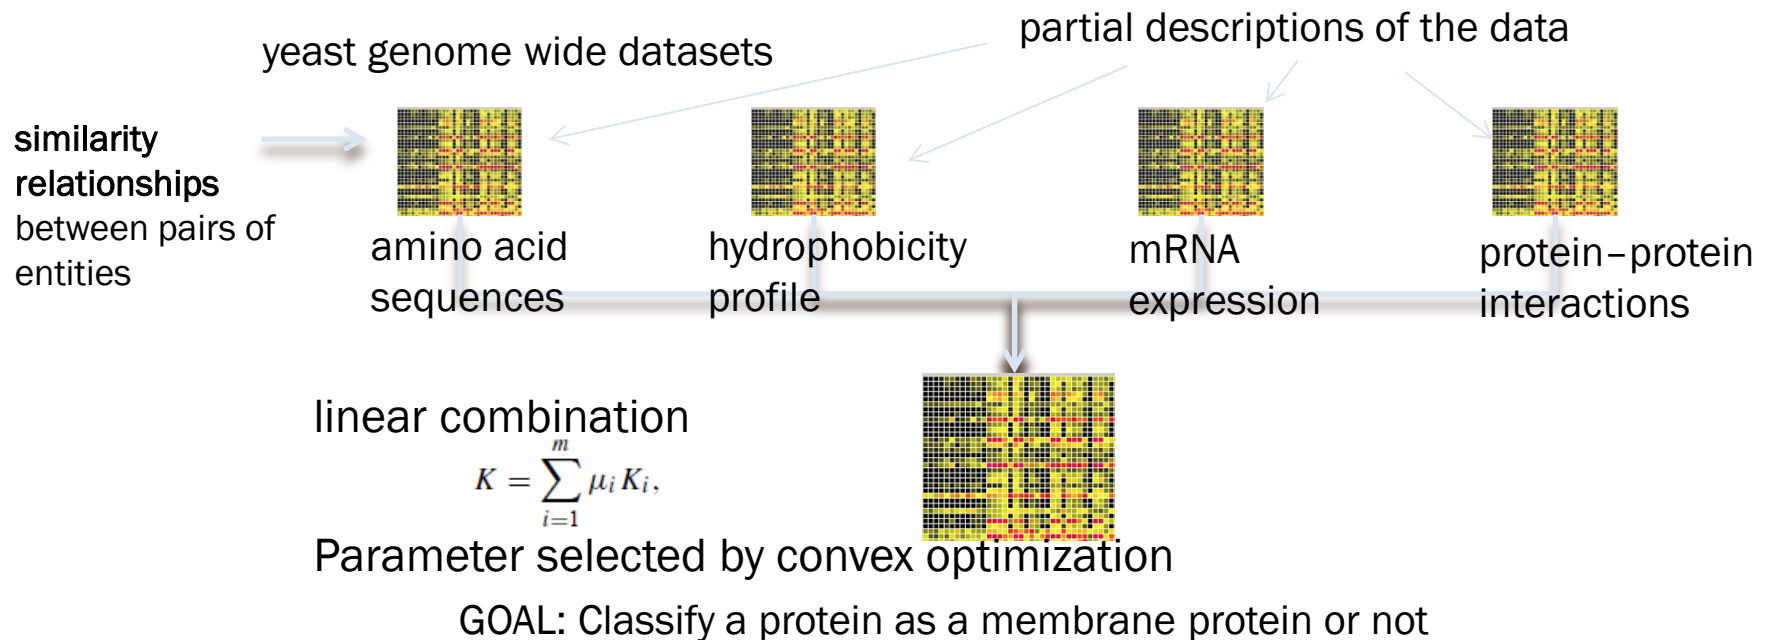 partial descriptions of the data
yeast genome wide datasets
similarity
relationships
between pairs of
entities
amino acid
sequences
hydrophobicity
profile
mRNA
expression
protein–protein
interactions
linear combination
K = \sum_{i=1}^{m} \mu_i K_i,
Parameter selected by convex optimization
GOAL: Classify a protein as a membrane protein or not